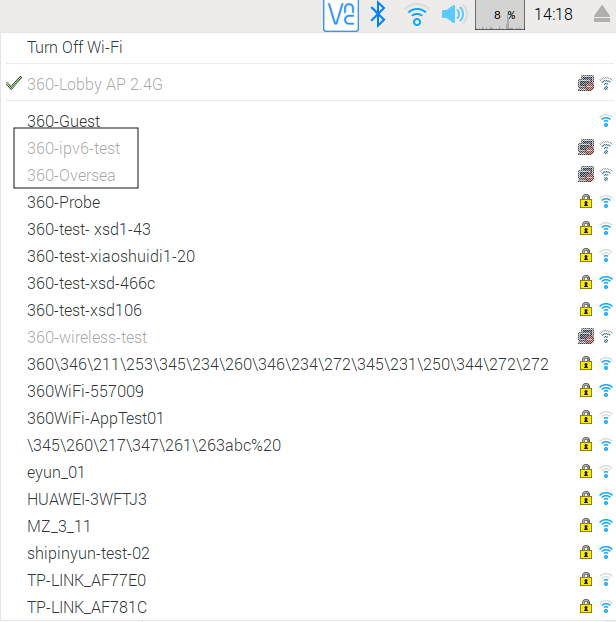 VNC 8 % 14:18
Turn Off Wi-Fi
360-Lobby AP 2.4G
360-Guest
360-ipv6-test
360-Oversea
360-Probe
360-test- xsd1-43
360-test-xiaoshuidi1-20
360-test-xsd-466c
360-test-xsd106
360-wireless-test
360\346\211\253\345\234\260\346\234\272\345\231\250\344\272\272
360WiFi-557009
360WiFi-AppTest01
\345\260\217\347\261\263abc%20
eyun_01
HUAWEI-3WFTJ3
MZ_3_11
shipinyun-test-02
TP-LINK_AF77E0
TP-LINK_AF781C